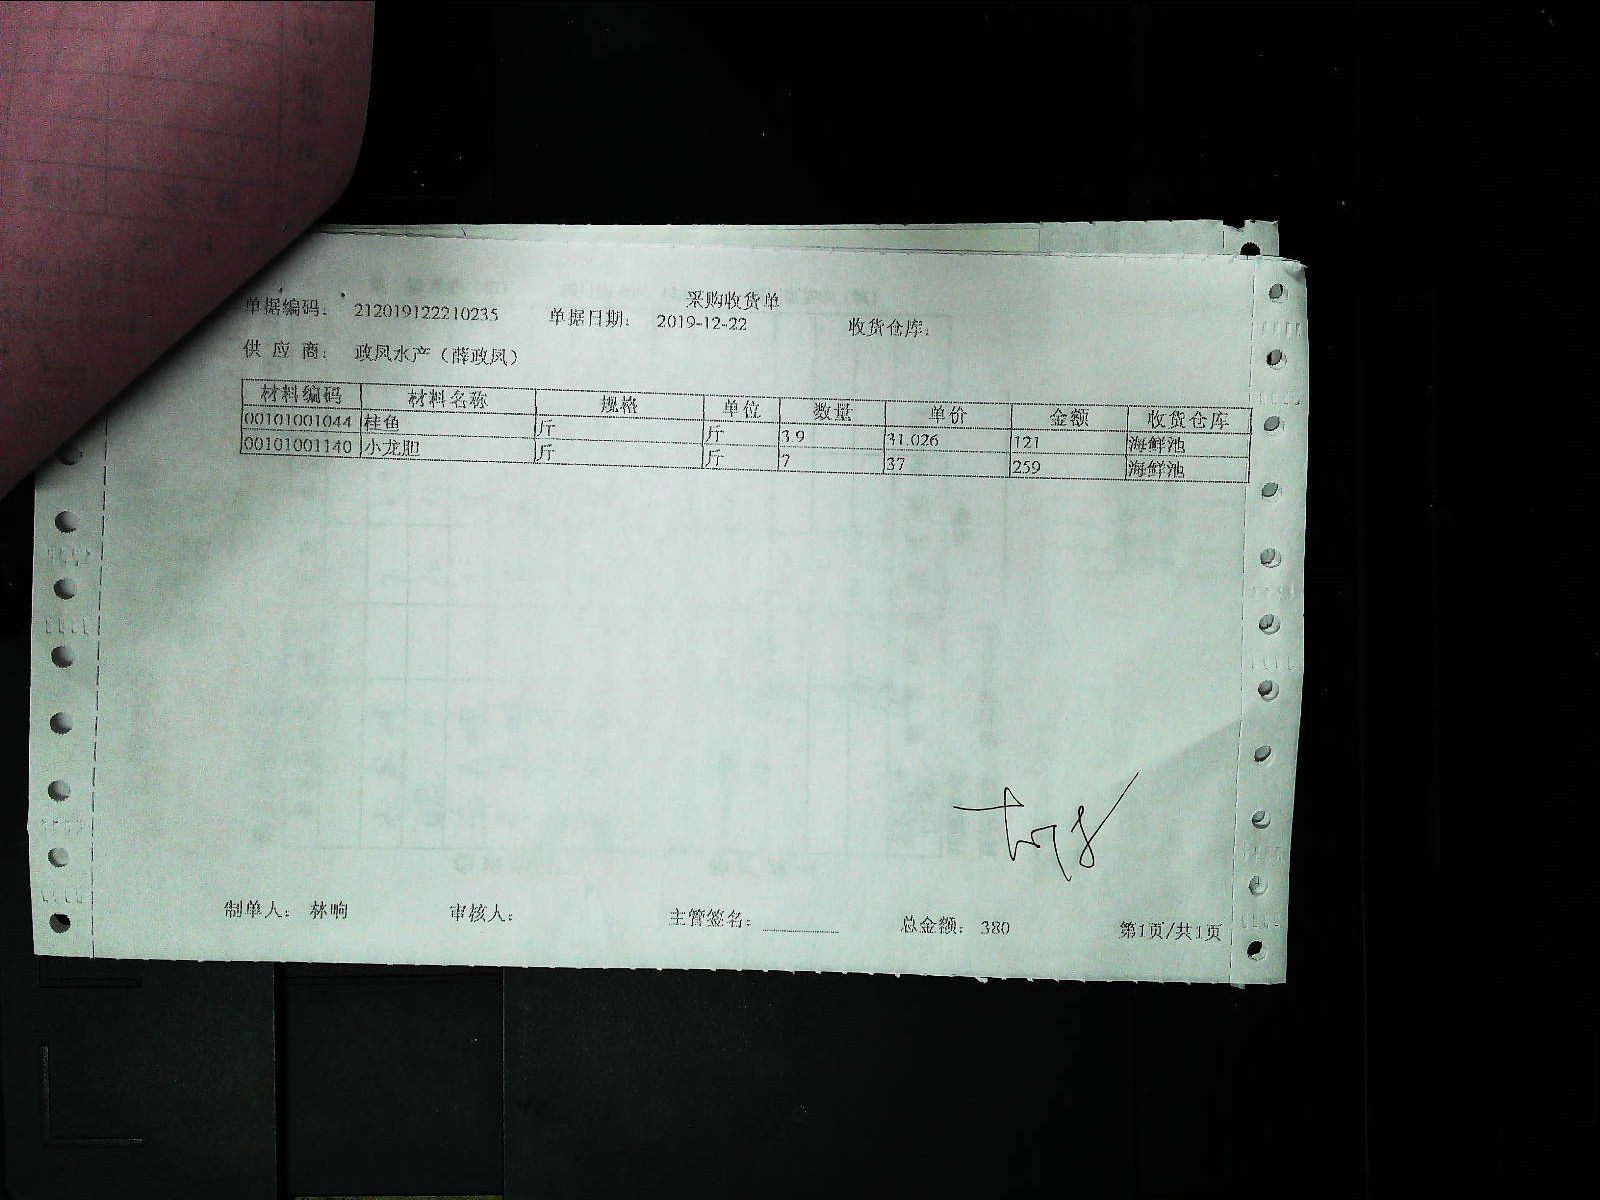 采购收货单
单据编码: 212019122210235 单据日期: 2019-12-22 收货仓库:
供 应 商: 政凤水产（薛政凤）
材料编码 材料名称 规格 单位 数量 单价 金额 收货仓库
00101001044 桂鱼 斤 斤 3.9 31.026 121 海鲜池
00101001140 小龙胆 斤 斤 7 37 259 海鲜池
制单人: 林响 审核人: 主管签名: 总金额: 380 第1页/共1页